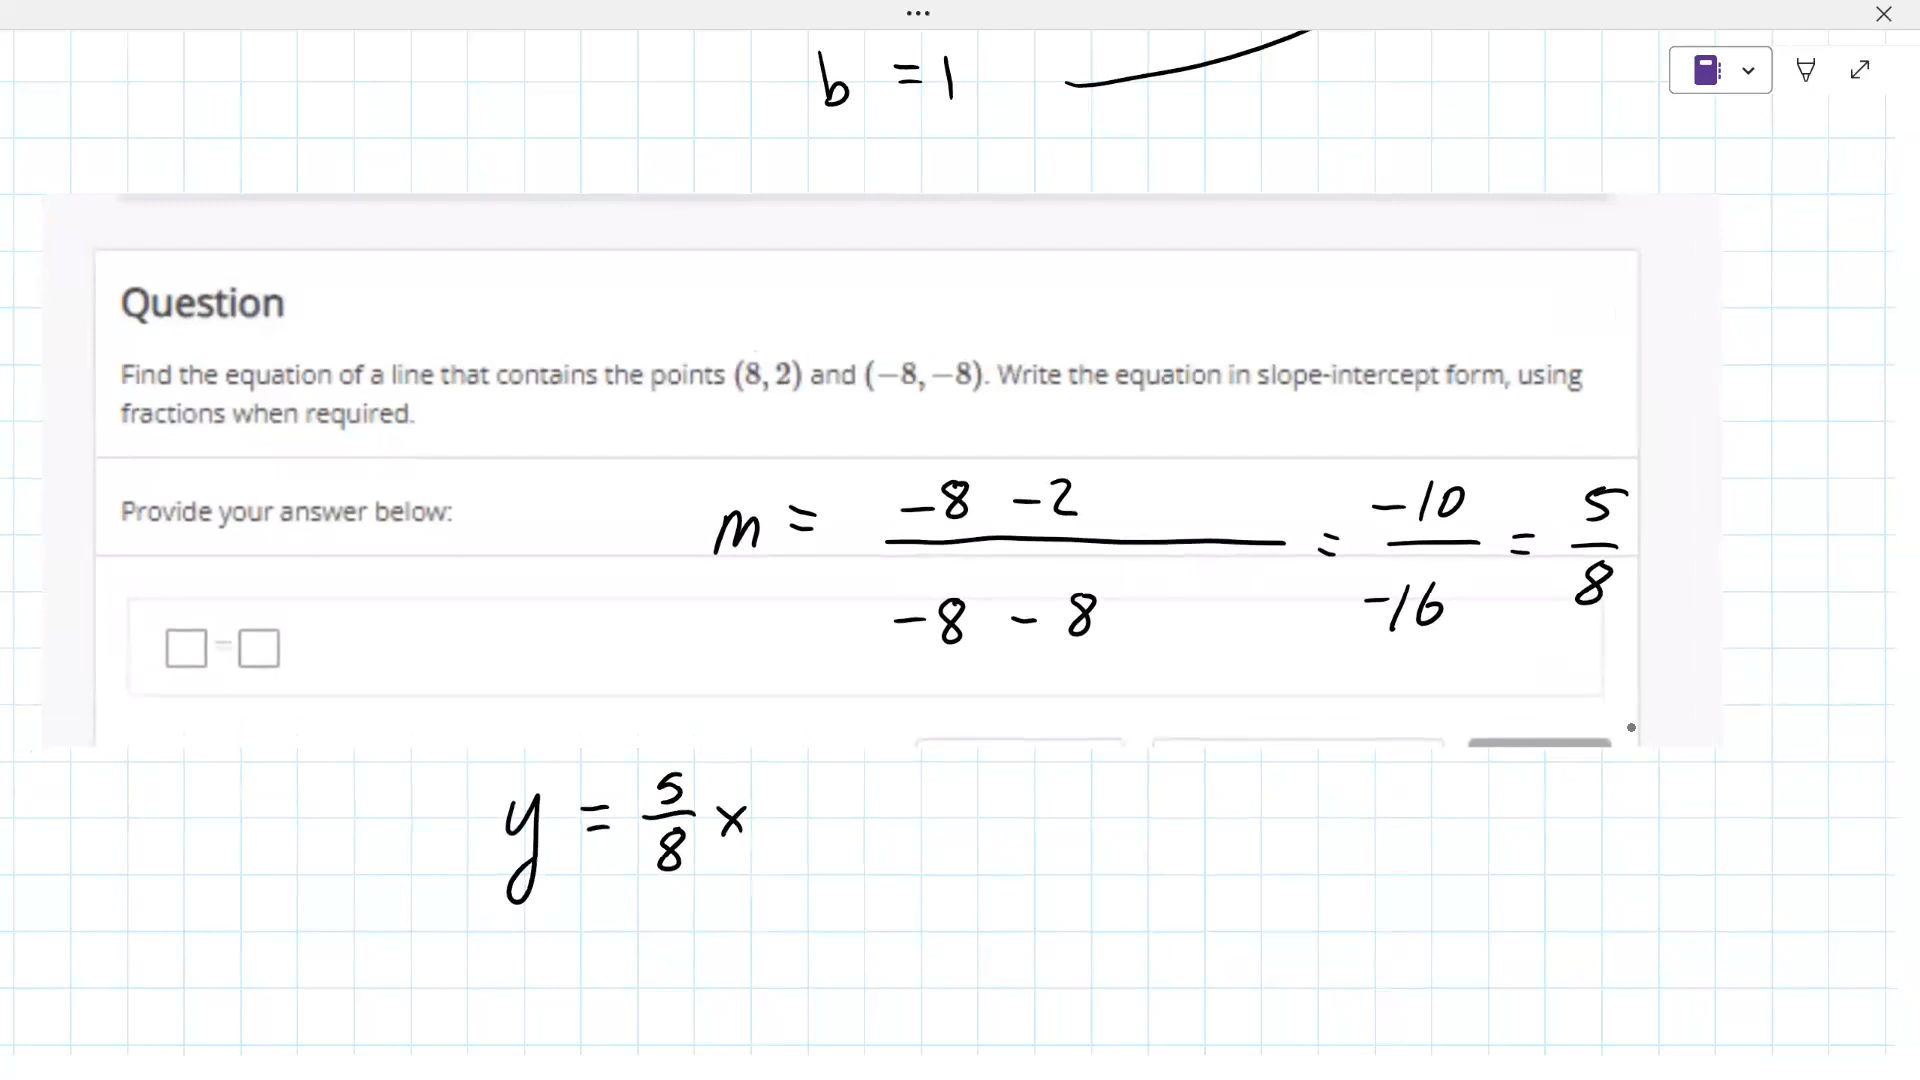 b = 1
Question
Find the equation of a line that contains the points (8, 2) and (−8, −8). Write the equation in slope-intercept form, using
fractions when required.
Provide your answer below:
m = (-8 -2)/(-8 - 8) = -10/-16 = 5/8
□ = □
y = 5/8 x